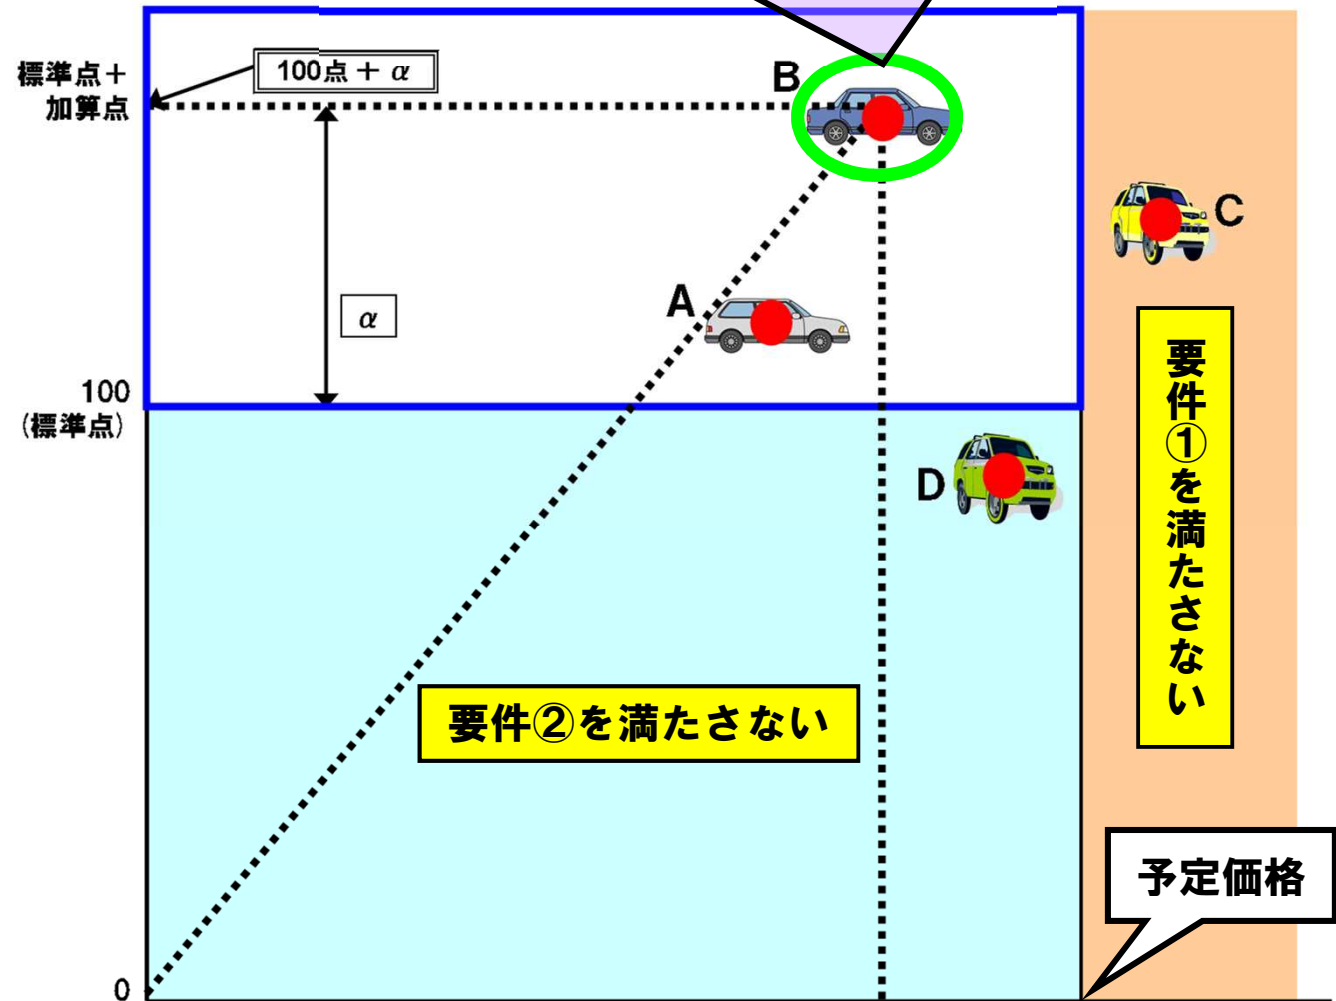 標準点＋
加算点
100点 + α
B
C
A
α
100
(標準点)
D
要件①を満たさない
要件②を満たさない
予定価格
0